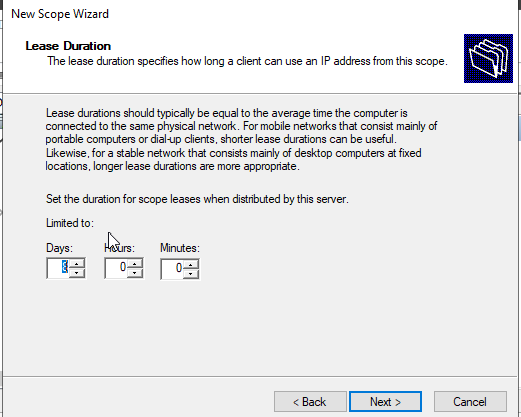 New Scope Wizard
Lease Duration
The lease duration specifies how long a client can use an IP address from this scope.
Lease durations should typically be equal to the average time the computer is
connected to the same physical network. For mobile networks that consist mainly of
portable computers or dial-up clients, shorter lease durations can be useful.
Likewise, for a stable network that consists mainly of desktop computers at fixed
locations, longer lease durations are more appropriate.
Set the duration for scope leases when distributed by this server.
Limited to:
Days: Hours: Minutes:
8 0 0
< Back Next > Cancel